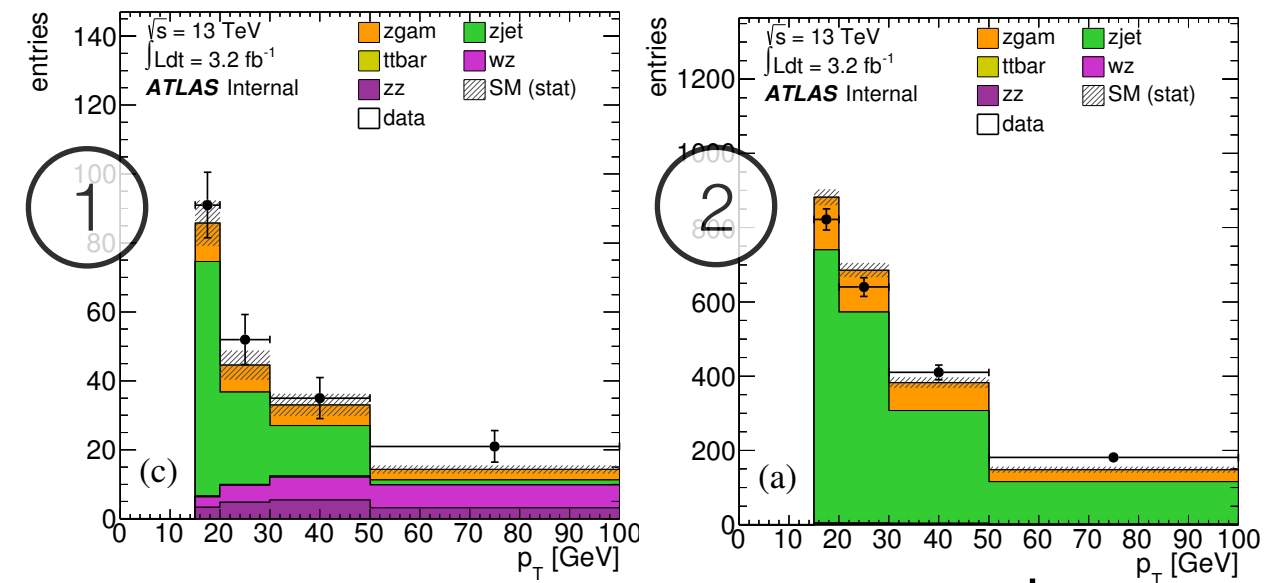 entries
140
120
100
80
60
40
20
0
√s = 13 TeV
∫Ldt = 3.2 fb⁻¹
ATLAS Internal
zgam
zjet
ttbar
wz
zz
SM (stat)
data
1
(c)
0 10 20 30 40 50 60 70 80 90 100
p_T [GeV]
entries
1200
1000
800
600
400
200
0
√s = 13 TeV
∫Ldt = 3.2 fb⁻¹
ATLAS Internal
zgam
zjet
ttbar
wz
zz
SM (stat)
data
2
(a)
0 10 20 30 40 50 60 70 80 90 100
p_T [GeV]